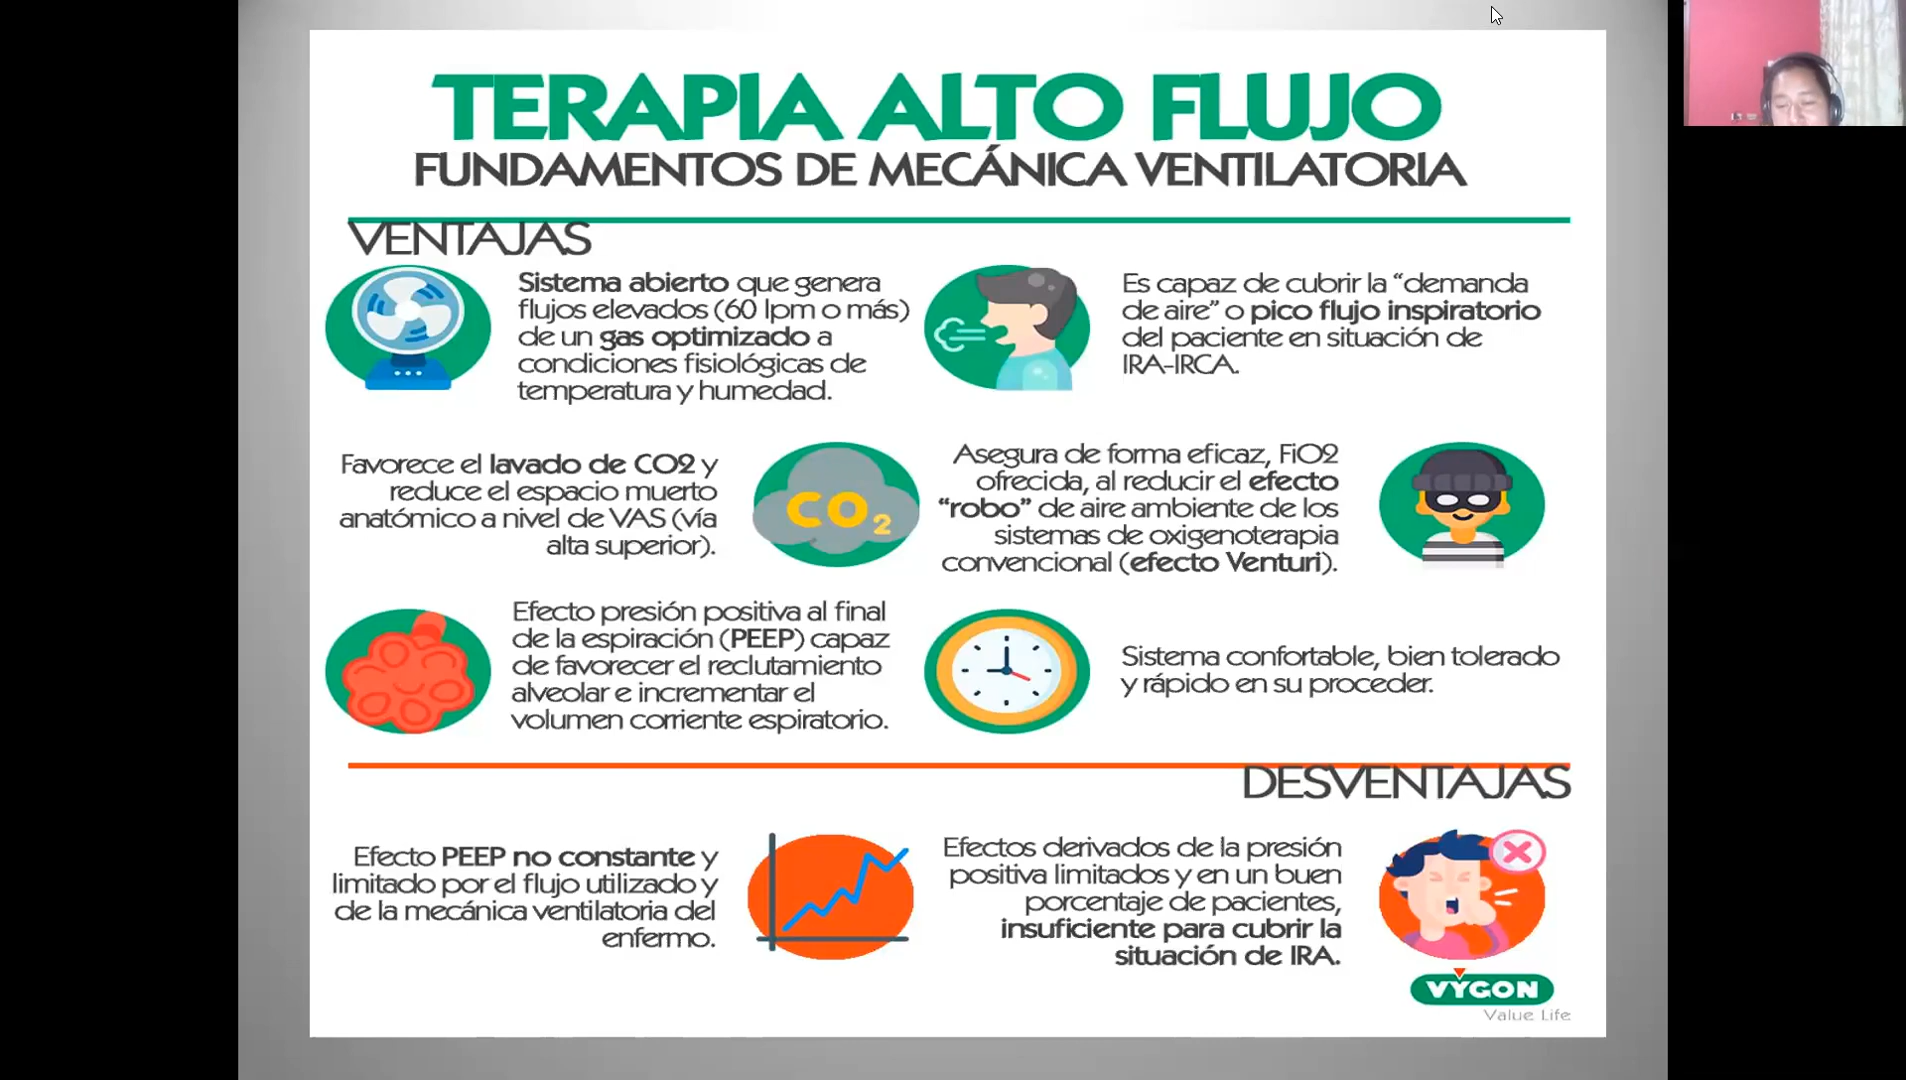 TERAPIA ALTO FLUJO
FUNDAMENTOS DE MECÁNICA VENTILATORIA
VENTAJAS
Sistema abierto que genera
flujos elevados (60 lpm o más)
de un gas optimizado a
condiciones fisiológicas de
temperatura y humedad.
Es capaz de cubrir la “demanda
de aire” o pico flujo inspiratorio
del paciente en situación de
IRA-IRCA.
Favorece el lavado de CO2 y
reduce el espacio muerto
anatómico a nivel de VAS (vía
alta superior).
CO2
Asegura de forma eficaz, FiO2
ofrecida, al reducir el efecto
“robo” de aire ambiente de los
sistemas de oxigenoterapia
convencional (efecto Venturi).
Efecto presión positiva al final
de la espiración (PEEP) capaz
de favorecer el reclutamiento
alveolar e incrementar el
volumen corriente espiratorio.
Sistema confortable, bien tolerado
y rápido en su proceder.
DESVENTAJAS
Efecto PEEP no constante y
limitado por el flujo utilizado y
de la mecánica ventilatoria del
enfermo.
Efectos derivados de la presión
positiva limitados y en un buen
porcentaje de pacientes,
insuficiente para cubrir la
situación de IRA.
VYGON
Value Life